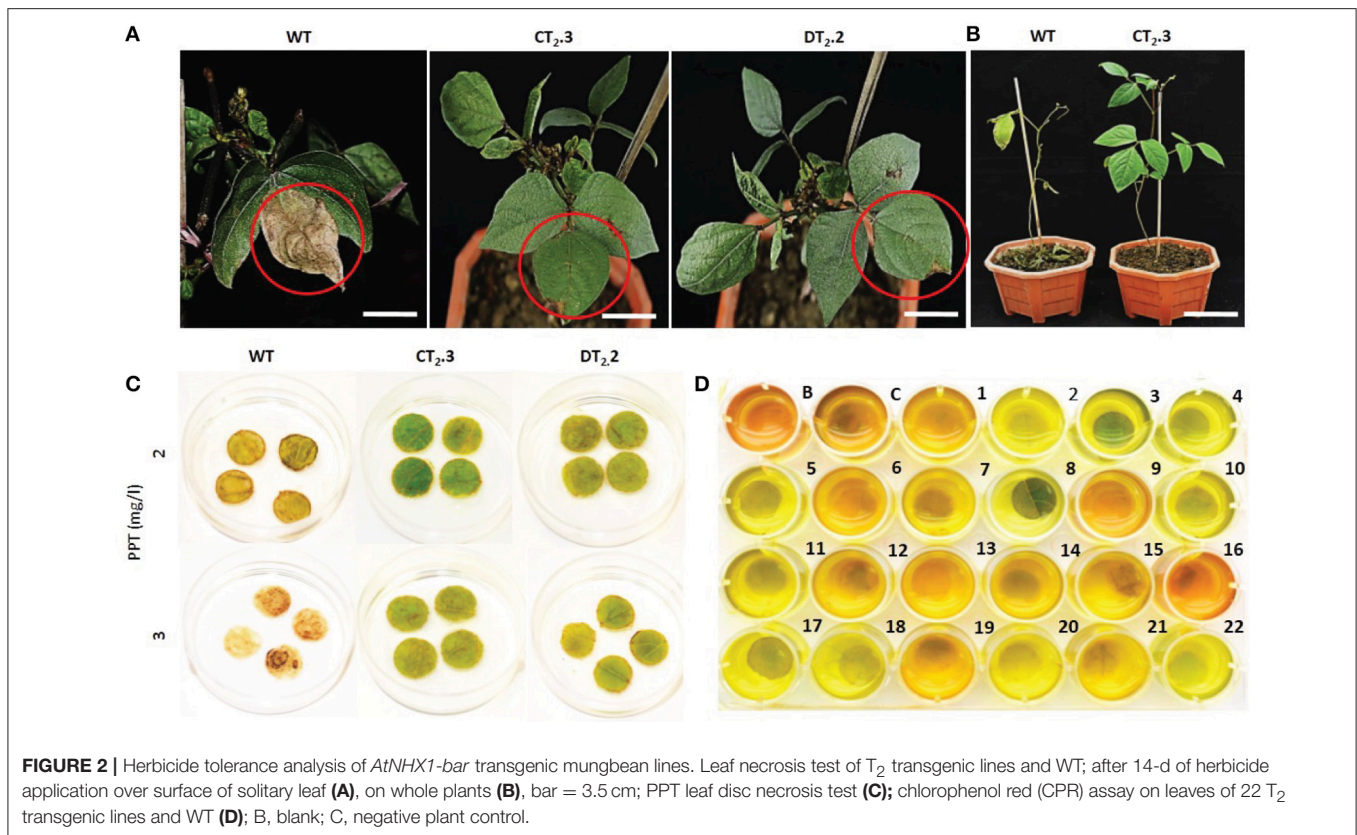 A
WT
CT2.3
DT2.2
B
WT
CT2.3
WT
CT2.3
DT2.2
C
PPT (mg/l)
2
3
D
B C 1 2 3 4
5 6 7 8 9 10
11 12 13 14 15 16
17 18 19 20 21 22
FIGURE 2 | Herbicide tolerance analysis of AtNHX1-bar transgenic mungbean lines. Leaf necrosis test of T2 transgenic lines and WT; after 14-d of herbicide
application over surface of solitary leaf (A), on whole plants (B), bar = 3.5 cm; PPT leaf disc necrosis test (C); chlorophenol red (CPR) assay on leaves of 22 T2
transgenic lines and WT (D); B, blank; C, negative plant control.